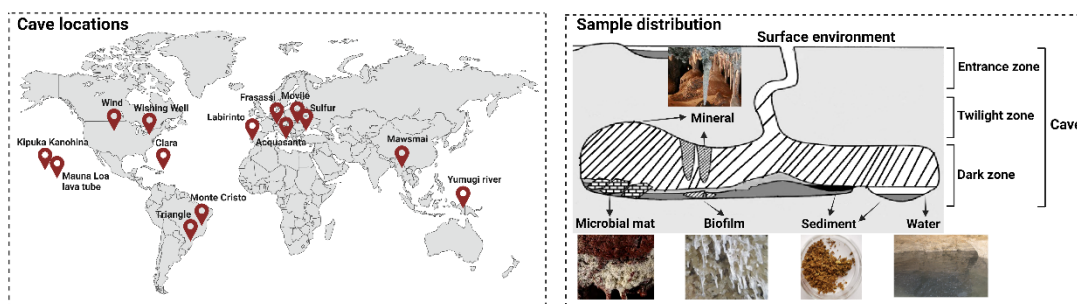 Cave locations
Wind
Wishing Well
Kipuka Kanohina
Mauna Loa
lava tube
Clara
Monte Cristo
Triangle
Labirinto
Frasassi
Movile
Sulfur
Acquasanta
Mawsmai
Yumugi river
Sample distribution
Surface environment
Entrance zone
Mineral
Twilight zone
Cave
Dark zone
Microbial mat
Biofilm
Sediment
Water